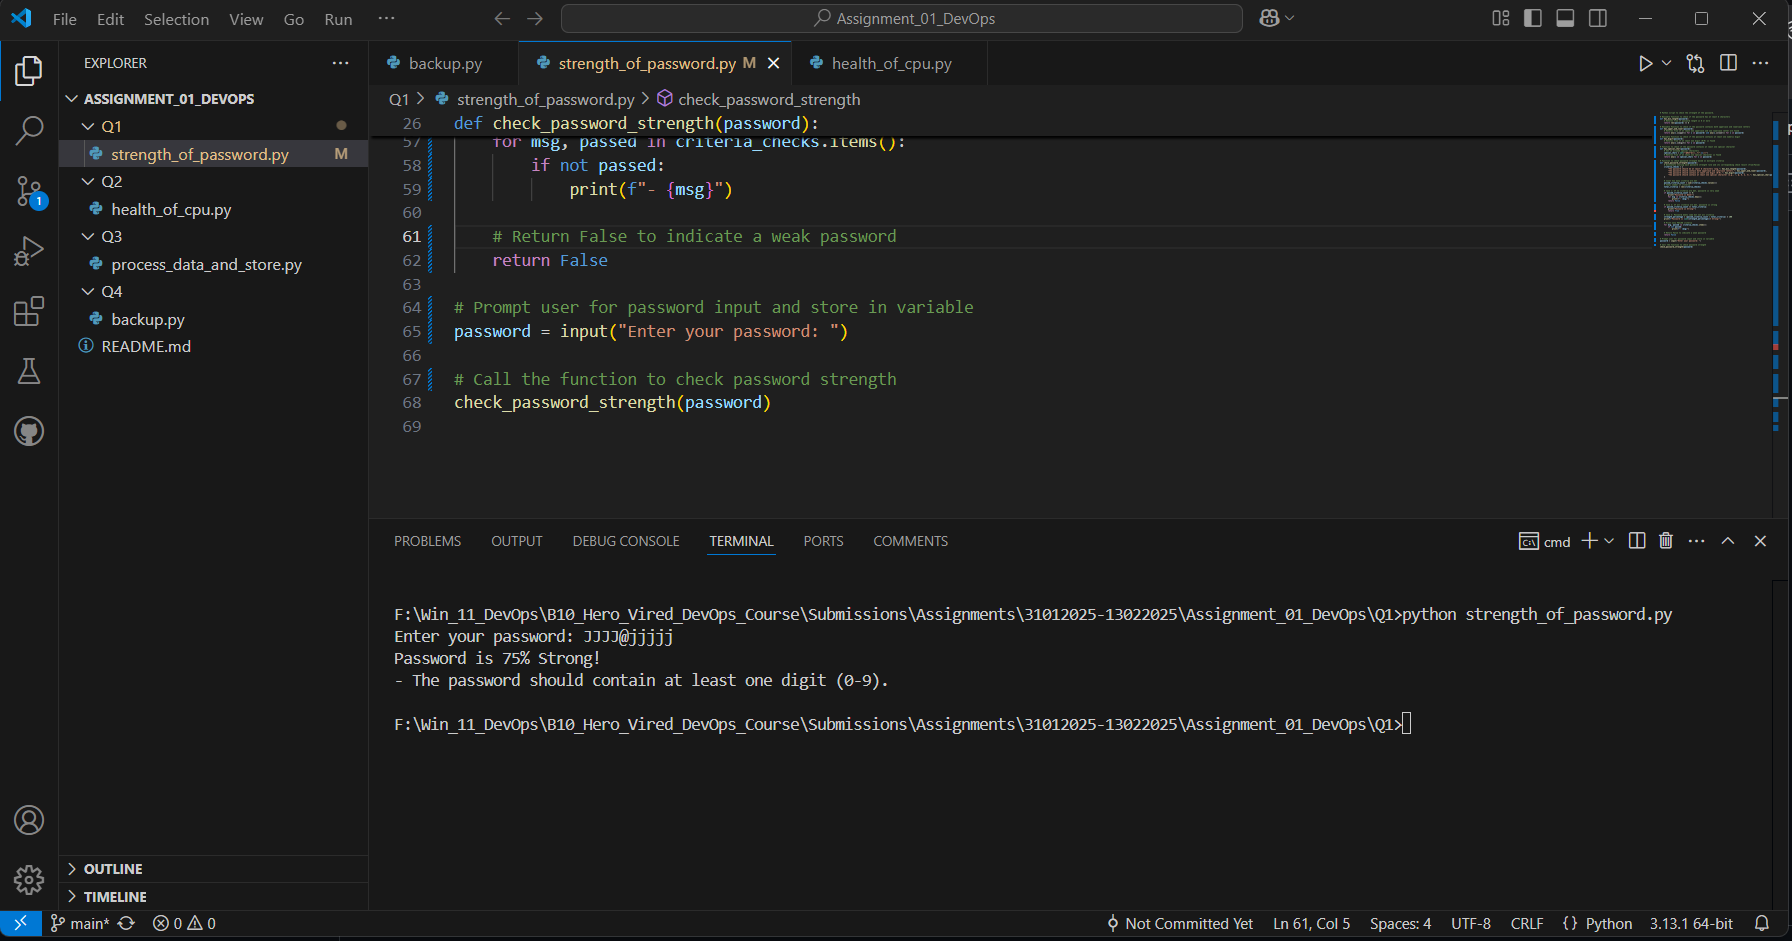 File Edit Selection View Go Run ··· Assignment_01_DevOps
EXPLORER ···
ASSIGNMENT_01_DEVOPS
Q1
strength_of_password.py M
Q2
health_of_cpu.py
Q3
process_data_and_store.py
Q4
backup.py
README.md
OUTLINE
TIMELINE
1
backup.py strength_of_password.py M health_of_cpu.py
Q1 > strength_of_password.py > check_password_strength
26 def check_password_strength(password):
57 for msg, passed in criteria_checks.items():
58 if not passed:
59 print(f"- {msg}")
60
61 # Return False to indicate a weak password
62 return False
63
64 # Prompt user for password input and store in variable
65 password = input("Enter your password: ")
66
67 # Call the function to check password strength
68 check_password_strength(password)
69
PROBLEMS OUTPUT DEBUG CONSOLE TERMINAL PORTS COMMENTS cmd
F:\Win_11_DevOps\B10_Hero_Vired_DevOps_Course\Submissions\Assignments\31012025-13022025\Assignment_01_DevOps\Q1>python strength_of_password.py
Enter your password: JJJJ@jjjjj
Password is 75% Strong!
- The password should contain at least one digit (0-9).
F:\Win_11_DevOps\B10_Hero_Vired_DevOps_Course\Submissions\Assignments\31012025-13022025\Assignment_01_DevOps\Q1>
main* 0 0 Not Committed Yet Ln 61, Col 5 Spaces: 4 UTF-8 CRLF {} Python 3.13.1 64-bit